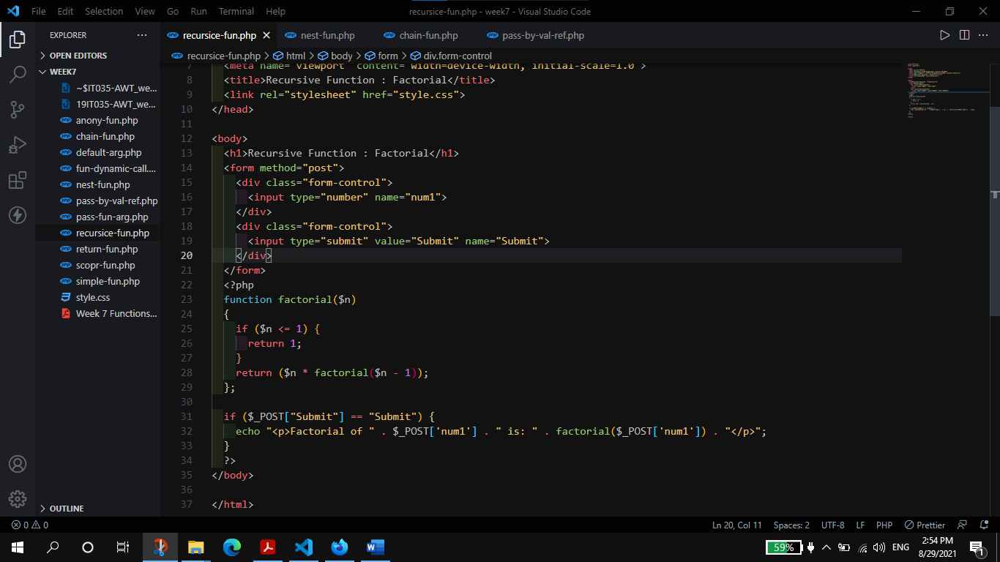 File Edit Selection View Go Run Terminal Help recursice-fun.php - week7 - Visual Studio Code
EXPLORER
OPEN EDITORS
WEEK7
~$IT035-AWT_we...
19IT035-AWT_we...
anony-fun.php
chain-fun.php
default-arg.php
fun-dynamic-call....
nest-fun.php
pass-by-val-ref.php
pass-fun-arg.php
recursice-fun.php
return-fun.php
scopr-fun.php
simple-fun.php
style.css
Week 7 Functions...
OUTLINE
recursice-fun.php nest-fun.php chain-fun.php pass-by-val-ref.php
recursice-fun.php > html > body > form > div.form-control
7 <meta name="viewport" content="width=device-width, initial-scale=1.0">
8 <title>Recursive Function : Factorial</title>
9 <link rel="stylesheet" href="style.css">
10 </head>
11
12 <body>
13 <h1>Recursive Function : Factorial</h1>
14 <form method="post">
15 <div class="form-control">
16 <input type="number" name="num1">
17 </div>
18 <div class="form-control">
19 <input type="submit" value="Submit" name="Submit">
20 </div>
21 </form>
22 <?php
23 function factorial($n)
24 {
25 if ($n <= 1) {
26 return 1;
27 }
28 return ($n * factorial($n - 1));
29 };
30
31 if ($_POST["Submit"] == "Submit") {
32 echo "<p>Factorial of " . $_POST['num1'] . " is: " . factorial($_POST['num1']) . "</p>";
33 }
34 ?>
35 </body>
36
37 </html>
0 0 Ln 20, Col 11 Spaces: 2 UTF-8 LF PHP Prettier
59% ENG 2:54 PM
8/29/2021 1